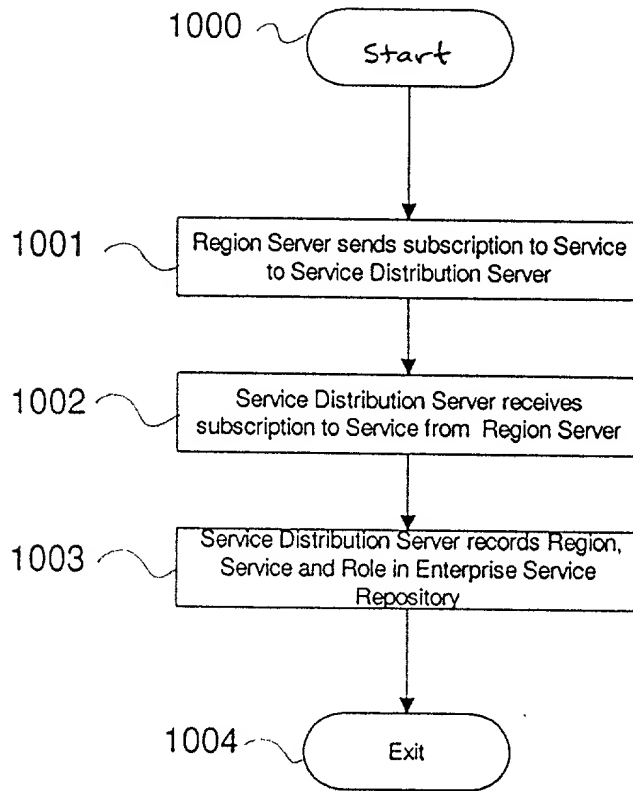 1000
Start
1001
Region Server sends subscription to Service
to Service Distribution Server
1002
Service Distribution Server receives
subscription to Service from Region Server
1003
Service Distribution Server records Region,
Service and Role in Enterprise Service
Repository
1004
Exit